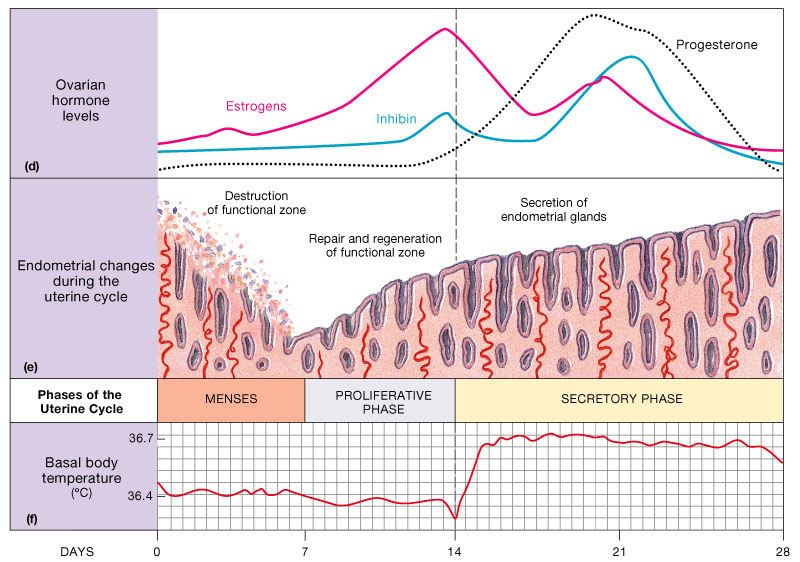 Ovarian
hormone
levels
(d)
Estrogens
Inhibin
Progesterone
Endometrial changes
during the
uterine cycle
(e)
Destruction
of functional zone
Repair and regeneration
of functional zone
Secretion of
endometrial glands
Phases of the
Uterine Cycle
MENSES
PROLIFERATIVE
PHASE
SECRETORY PHASE
Basal body
temperature
(ºC)
(f)
36.7
36.4
DAYS 0 7 14 21 28